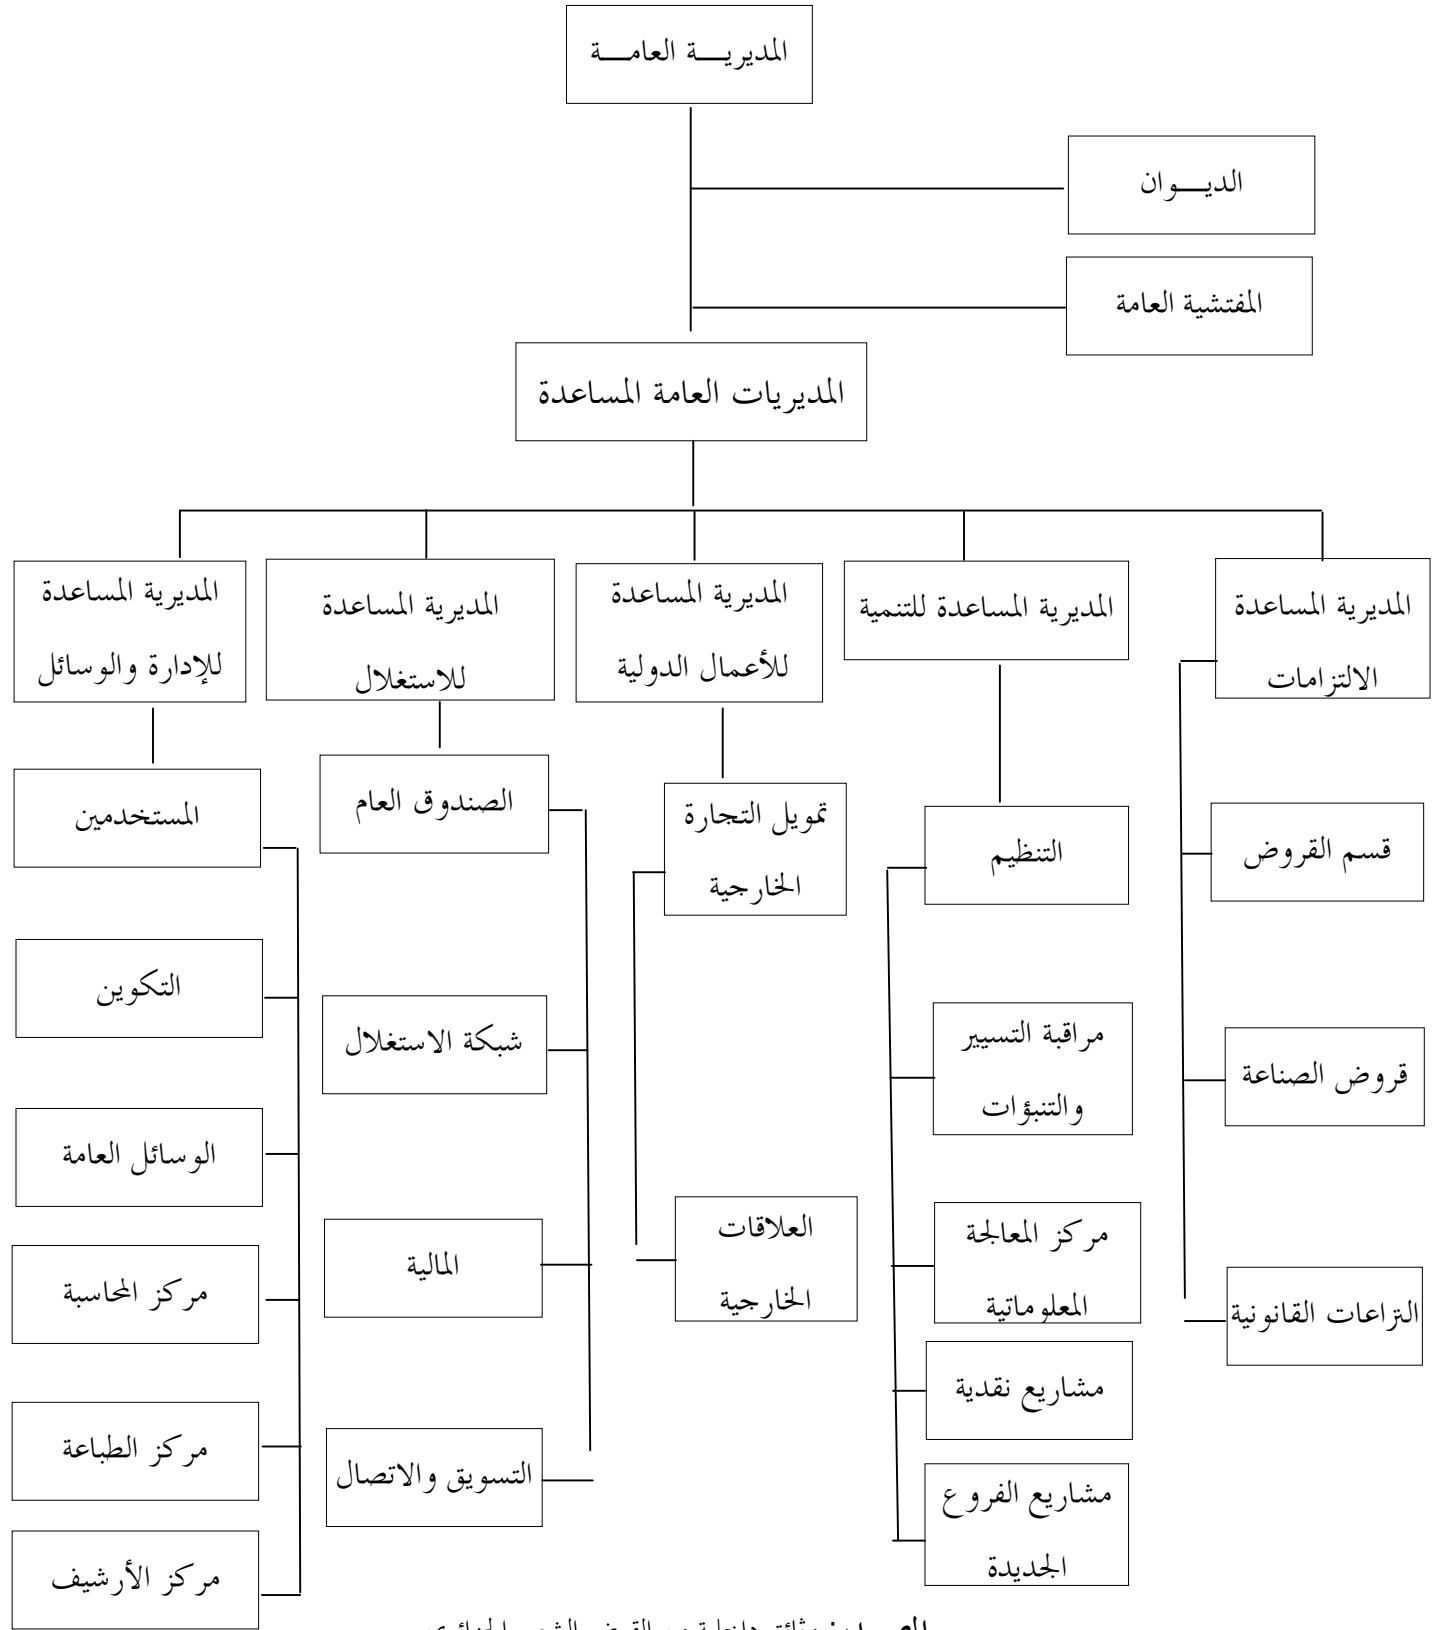 المديريـــة العامـــة
الديـــوان
المفتشية العامة
المديريات العامة المساعدة
المديرية المساعدة
الالتزامات
المديرية المساعدة للتنمية
المديرية المساعدة
للأعمال الدولية
المديرية المساعدة
للاستغلال
المديرية المساعدة
للإدارة والوسائل
قسم القروض
قروض الصناعة
التزاعات القانونية
التنظيم
مراقبة التسيير
والتنبؤات
مركز المعالجة
المعلوماتية
مشاريع نقدية
مشاريع الفروع
الجديدة
تمويل التجارة
الخارجية
العلاقات
الخارجية
الصندوق العام
شبكة الاستغلال
المالية
التسويق والاتصال
المستخدمين
التكوين
الوسائل العامة
مركز المحاسبة
مركز الطباعة
مركز الأرشيف